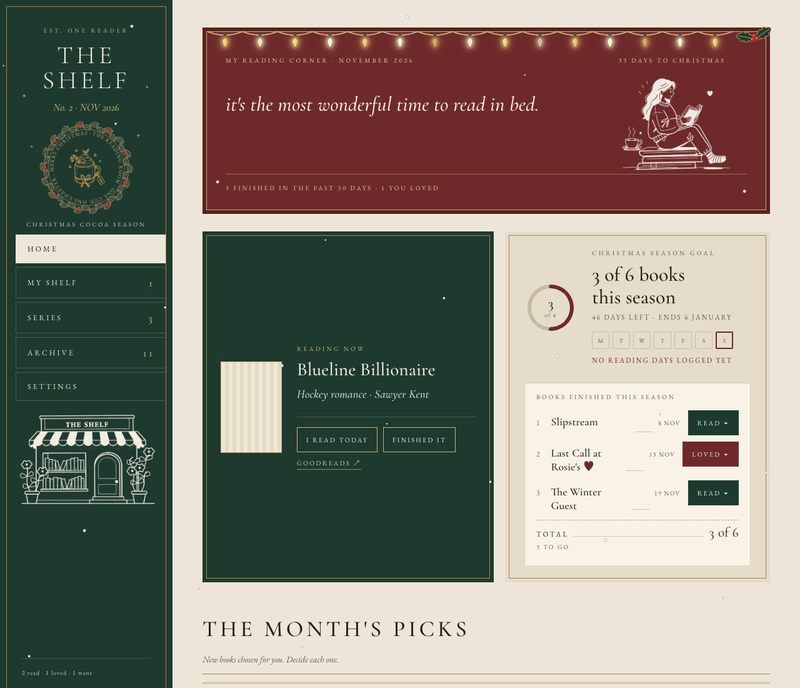 EST. ONE READER
THE
SHELF
No. 2 · NOV 2026
CHRISTMAS COCOA SEASON
HOME
MY SHELF 1
SERIES 3
ARCHIVE 11
SETTINGS
THE SHELF
2 read · 1 loved · 1 want
MY READING CORNER · NOVEMBER 2026
33 DAYS TO CHRISTMAS
it's the most wonderful time to read in bed.
3 FINISHED IN THE PAST 30 DAYS · 1 YOU LOVED
READING NOW
Blueline Billionaire
Hockey romance · Sawyer Kent
I READ TODAY
FINISHED IT
GOODREADS ↗
CHRISTMAS SEASON GOAL
3
of 6
3 of 6 books
this season
46 DAYS LEFT · ENDS 6 JANUARY
M T W T F S S
NO READING DAYS LOGGED YET
BOOKS FINISHED THIS SEASON
1 Slipstream 8 NOV READ
2 Last Call at
Rosie's ♥ 13 NOV LOVED
3 The Winter
Guest 19 NOV READ
TOTAL 3 of 6
3 TO GO
THE MONTH'S PICKS
New books chosen for you. Decide each one.